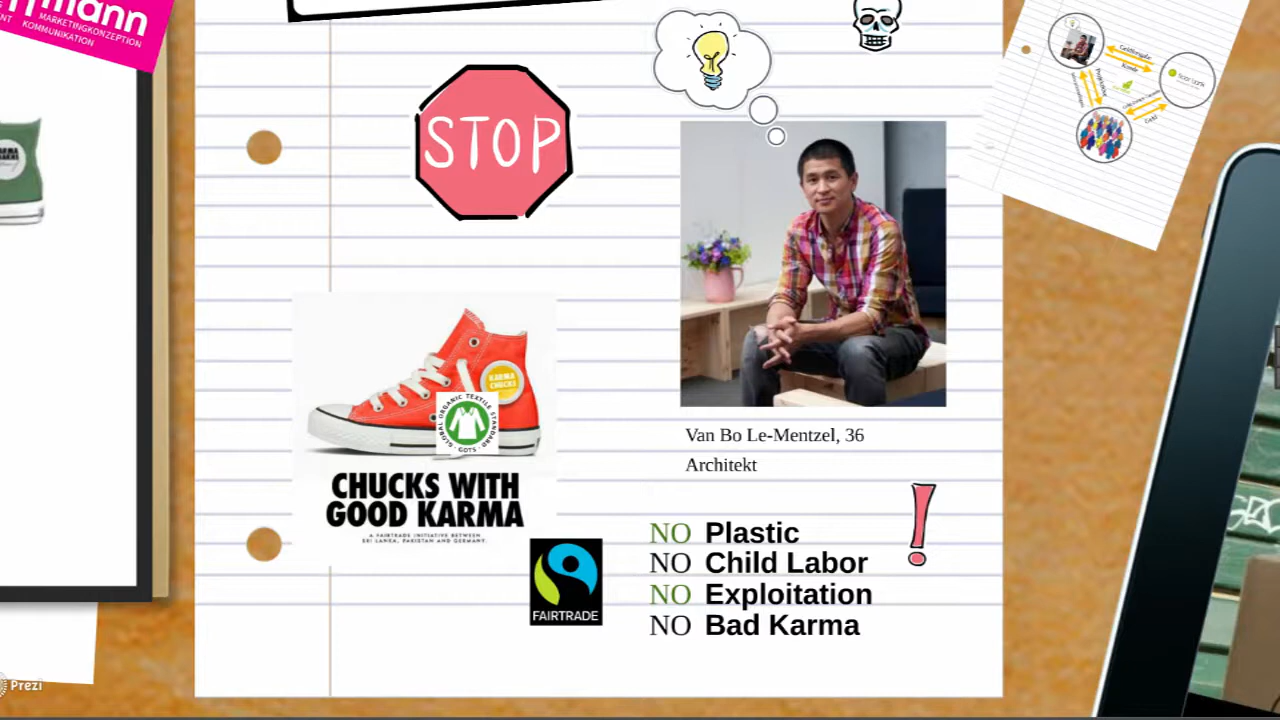 mann
MARKETINGKONZEPTION
KOMMUNIKATION
STOP
KARMA
CHUCKS
GLOBAL ORGANIC TEXTILE STANDARD
· GOTS ·
CHUCKS WITH
GOOD KARMA
A FAIRTRADE INITIATIVE BETWEEN
SRI LANKA, PAKISTAN AND GERMANY.
FAIRTRADE
Van Bo Le-Mentzel, 36
Architekt
NO Plastic
NO Child Labor
NO Exploitation
NO Bad Karma
Prezi